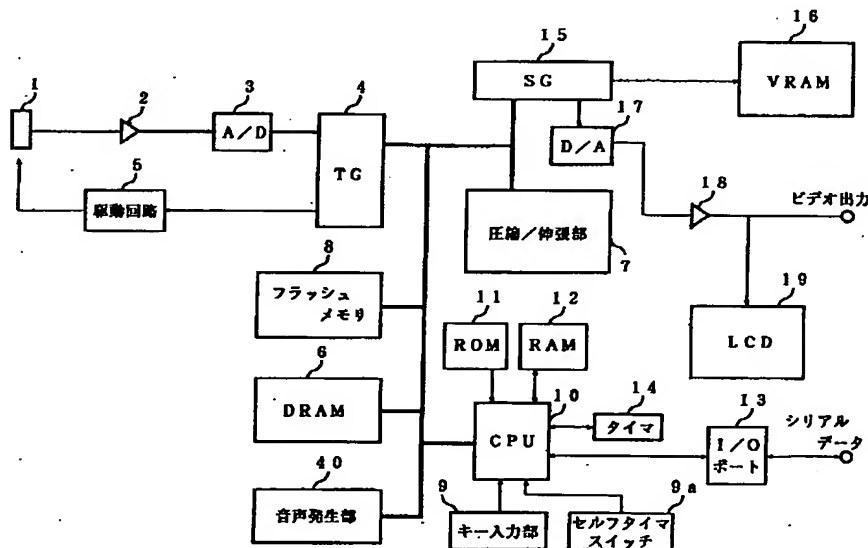 15
16
SG
VRAM
1
2
3
4
A/D
TG
17
D/A
5
駆動回路
18
ビデオ出力
圧縮/伸張部
7
8
フラッシュ
メモリ
11
12
19
ROM
RAM
LCD
6
DRAM
10
14
CPU
タイマ
13
シリアル
データ
I/O
ポート
40
音声発生部
9
キー入力部
9a
セルフタイマ
スイッチ